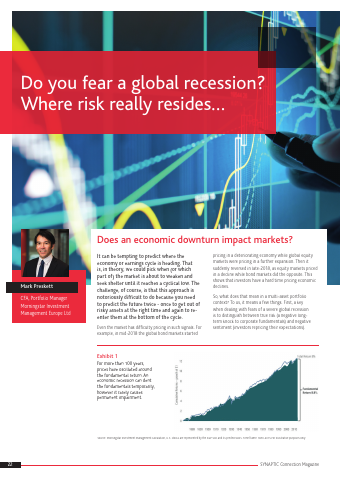 Do you fear a global recession?
Where risk really resides...
Does an economic downturn impact markets?
Mark Preskett
CFA, Portfolio Manager
Morningstar Investment
Management Europe Ltd
It can be tempting to predict where the
economy or earnings cycle is heading. That
is, in theory, we could pick when (or which
part of) the market is about to weaken and
seek shelter until it reaches a cyclical low. The
challenge, of course, is that this approach is
notoriously difficult to do because you need
to predict the future twice - once to get out of
risky assets at the right time and again to re-
enter them at the bottom of the cycle.
Even the market has difficulty pricing in such signals. For
example, in mid-2018 the global bond markets started
pricing in a deteriorating economy while global equity
markets were pricing in a further expansion. Then it
suddenly reversed in late-2018, as equity markets priced
in a decline while bond markets did the opposite. This
shows that investors have a hard time pricing economic
declines.
So what does that mean in a multi-asset portfolio
context? To us, it means a few things. First, a key
when dealing with fears of a severe global recession
is to distinguish between true risk (a negative long-
term shock to corporate fundamentals) and negative
sentiment (investors repricing their expectations).
Exhibit 1
For more than 100 years,
prices have oscillated around
the fundamental return. An
economic recession can dent
the fundamentals temporarily,
however it rarely causes
permanent impairment.
22
SYNAPTIC Connection Magazine